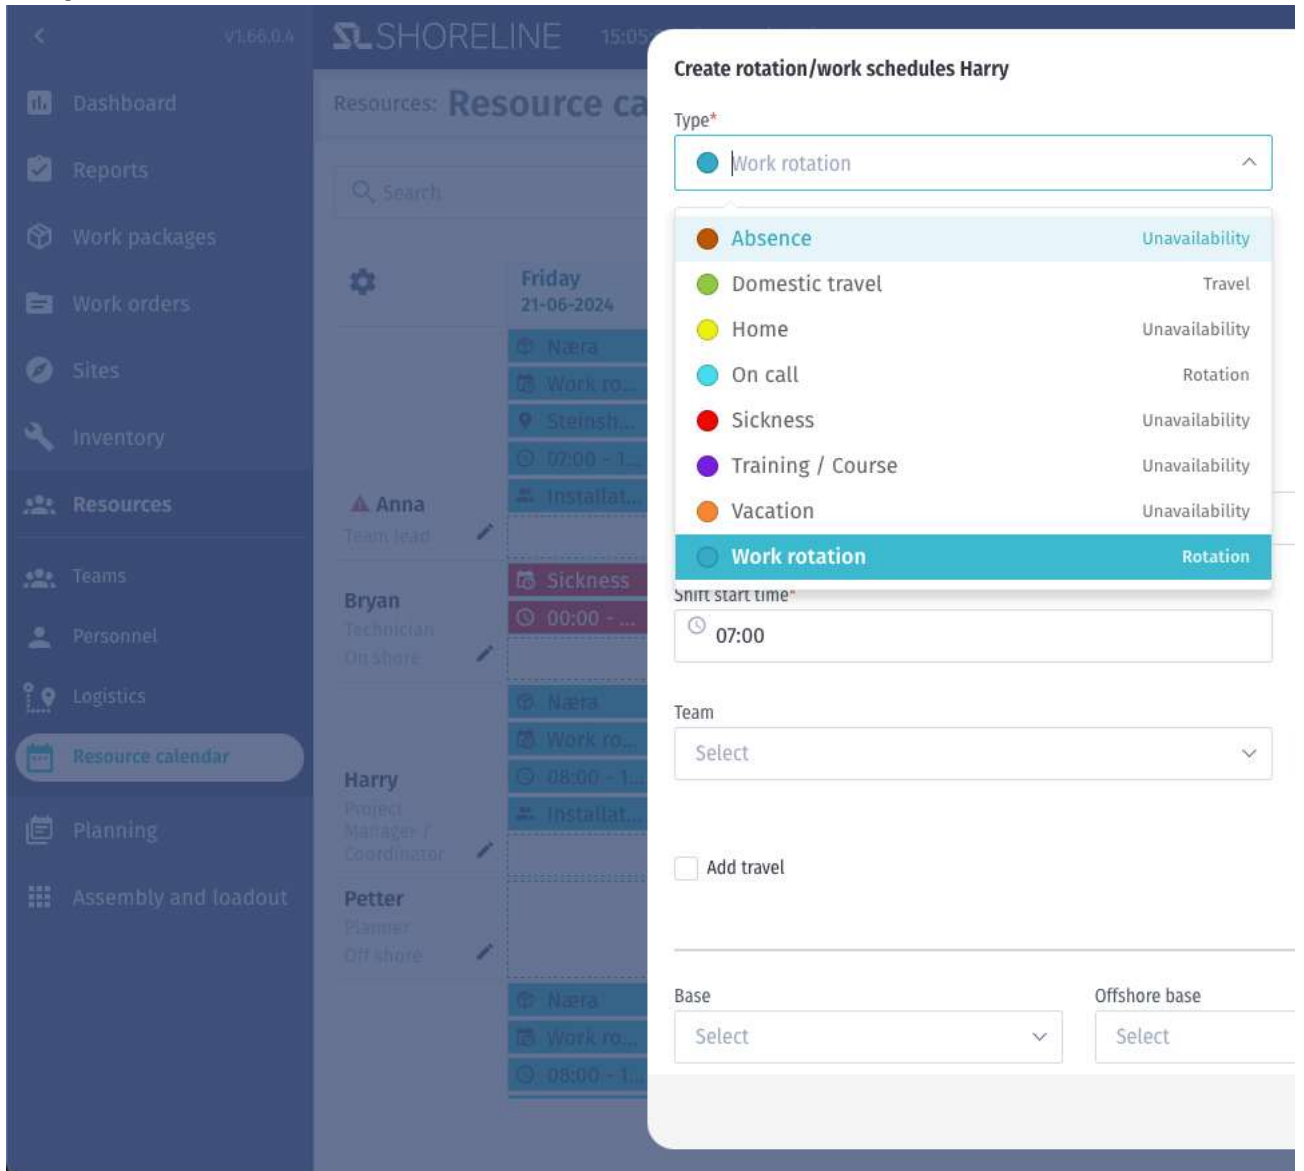 v1.66.0.4
SHORELINE 15:05
Dashboard
Reports
Work packages
Work orders
Sites
Inventory
Resources
Teams
Personnel
Logistics
Resource calendar
Planning
Assembly and loadout
Resources: Resource ca
Search
Friday
21-06-2024
Næra
Work ro...
Steinsh...
07:00 - 1...
Installat...
Anna
Team lead
Sickness
00:00 - ...
Bryan
Technician
On shore
Næra
Work ro...
08:00 - 1...
Installat...
Harry
Project
Manager /
Coordinator
Petter
Planner
Off shore
Næra
Work ro...
08:00 - 1...
Create rotation/work schedules Harry
Type*
Work rotation
Absence Unavailability
Domestic travel Travel
Home Unavailability
On call Rotation
Sickness Unavailability
Training / Course Unavailability
Vacation Unavailability
Work rotation Rotation
Shift start time*
07:00
Team
Select
Add travel
Base Offshore base
Select Select